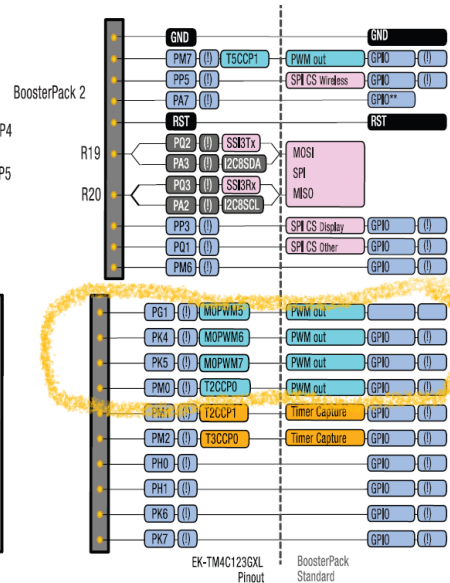 GND GND
PM7 (!) T5CCP1 PWM out GPIO (!)
PP5 (!) SPI CS Wireless GPIO (!)
BoosterPack 2 PA7 (!) GPIO**
RST RST
P4
PQ2 (!) SSI3Tx MOSI
R19
PA3 (!) I2C8SDA SPI
P5
PQ3 (!) SSI3Rx MISO
R20
PA2 (!) I2C8SCL
PP3 (!) SPI CS Display GPIO (!)
PQ1 (!) SPI CS Other GPIO (!)
PM6 (!) GPIO (!)
PG1 (!) M0PWM5 PWM out
PK4 (!) M0PWM6 PWM out GPIO (!)
PK5 (!) M0PWM7 PWM out GPIO (!)
PM0 (!) T2CCP0 PWM out GPIO (!)
PM1 (!) T2CCP1 Timer Capture GPIO (!)
PM2 (!) T3CCP0 Timer Capture GPIO (!)
PH0 (!) GPIO (!)
PH1 (!) GPIO (!)
PK6 (!) GPIO (!)
PK7 (!) GPIO (!)
EK-TM4C123GXL BoosterPack
Pinout Standard